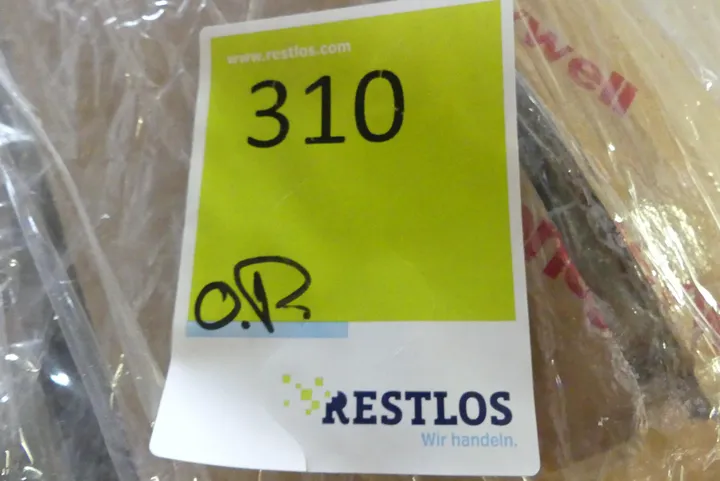 www.restlos.com
310
O.P.
RESTLOS
Wir handeln.